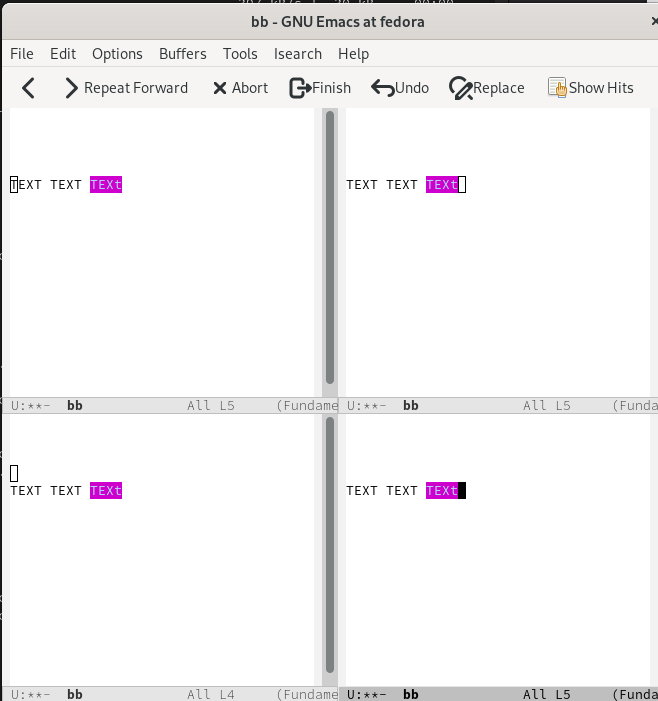 bb - GNU Emacs at fedora
File Edit Options Buffers Tools Isearch Help
Repeat Forward Abort Finish Undo Replace Show Hits
TEXT TEXT TEXt
TEXT TEXT TEXt
U:**- bb All L5 (Fundame
U:**- bb All L5 (Funda
TEXT TEXT TEXt
TEXT TEXT TEXt
U:**- bb All L4 (Fundame
U:**- bb All L5 (Funda